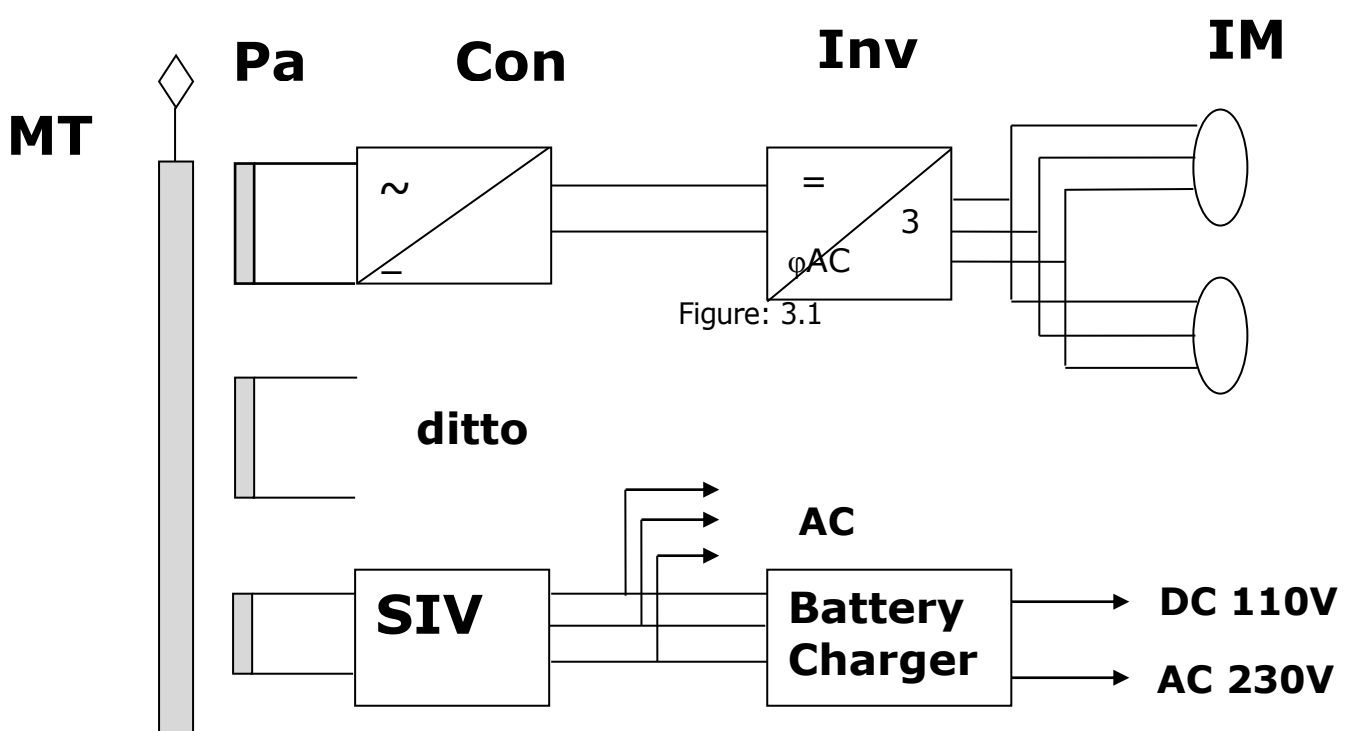 MT
Pa
Con
Inv
IM
~
–
=
3
φAC
Figure: 3.1
ditto
AC
SIV
Battery
Charger
DC 110V
AC 230V